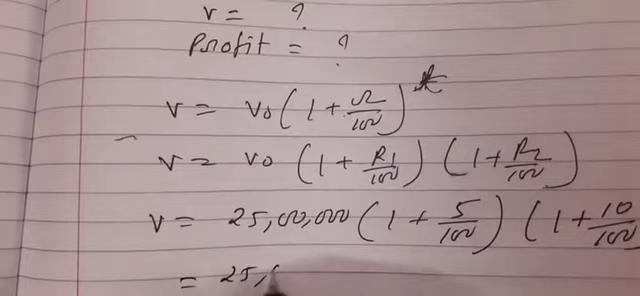 v = ?
Profit = ?
v = v0 (1 + r/100)
v = v0 (1 + R1/100) (1 + R2/100)
v = 25,00,000 (1 + 5/100) (1 + 10/100
= 25,